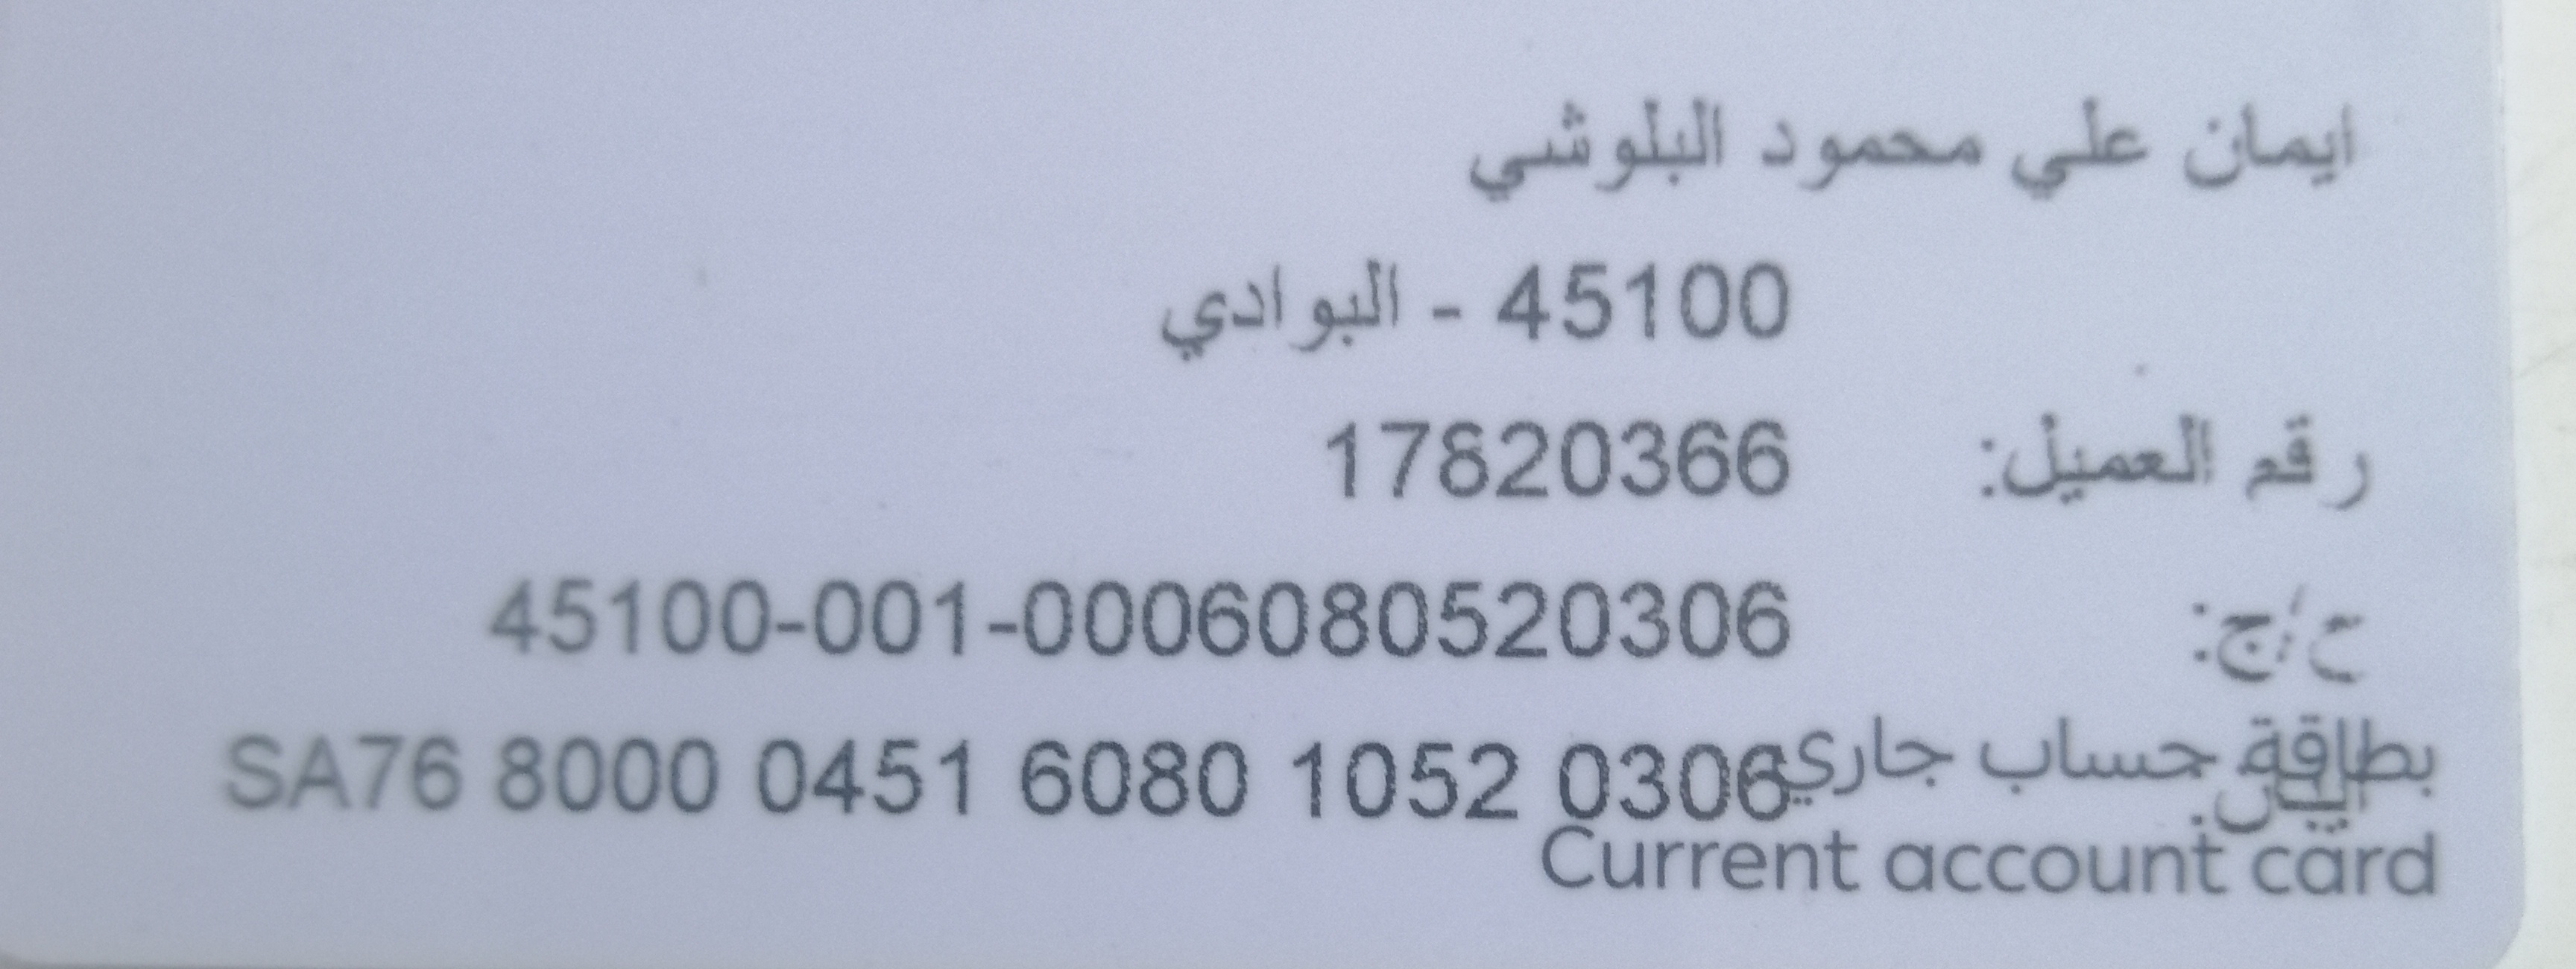 ايمان علي محمود البلوشي
45100 - البوادي
رقم العميل: 17820366
ح/ج: 45100-001-0006080520306
بطاقة حساب جاري
SA76 8000 0451 6080 1052 0306
Current account card